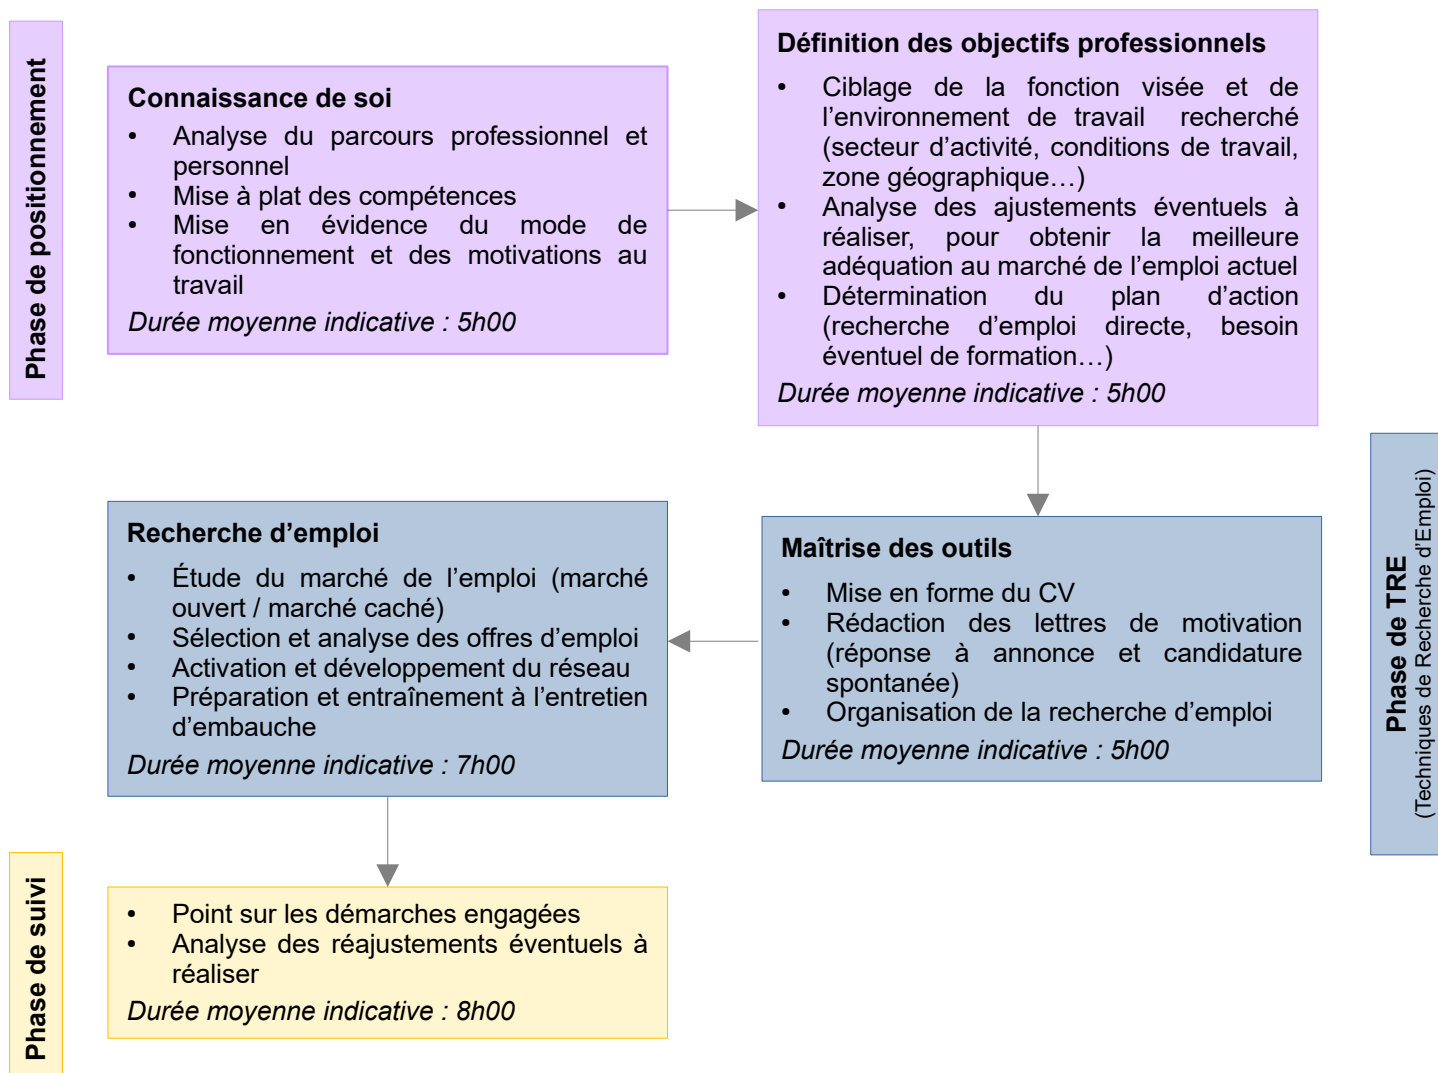 Phase de positionnement
Connaissance de soi
• Analyse du parcours professionnel et
personnel
• Mise à plat des compétences
• Mise en évidence du mode de
fonctionnement et des motivations au
travail
Durée moyenne indicative : 5h00
Définition des objectifs professionnels
• Ciblage de la fonction visée et de
l’environnement de travail recherché
(secteur d’activité, conditions de travail,
zone géographique…)
• Analyse des ajustements éventuels à
réaliser, pour obtenir la meilleure
adéquation au marché de l’emploi actuel
• Détermination du plan d’action
(recherche d’emploi directe, besoin
éventuel de formation…)
Durée moyenne indicative : 5h00
Phase de TRE
(Techniques de Recherche d’Emploi)
Maîtrise des outils
• Mise en forme du CV
• Rédaction des lettres de motivation
(réponse à annonce et candidature
spontanée)
• Organisation de la recherche d’emploi
Durée moyenne indicative : 5h00
Recherche d’emploi
• Étude du marché de l’emploi (marché
ouvert / marché caché)
• Sélection et analyse des offres d’emploi
• Activation et développement du réseau
• Préparation et entraînement à l’entretien
d’embauche
Durée moyenne indicative : 7h00
Phase de suivi
• Point sur les démarches engagées
• Analyse des réajustements éventuels à
réaliser
Durée moyenne indicative : 8h00